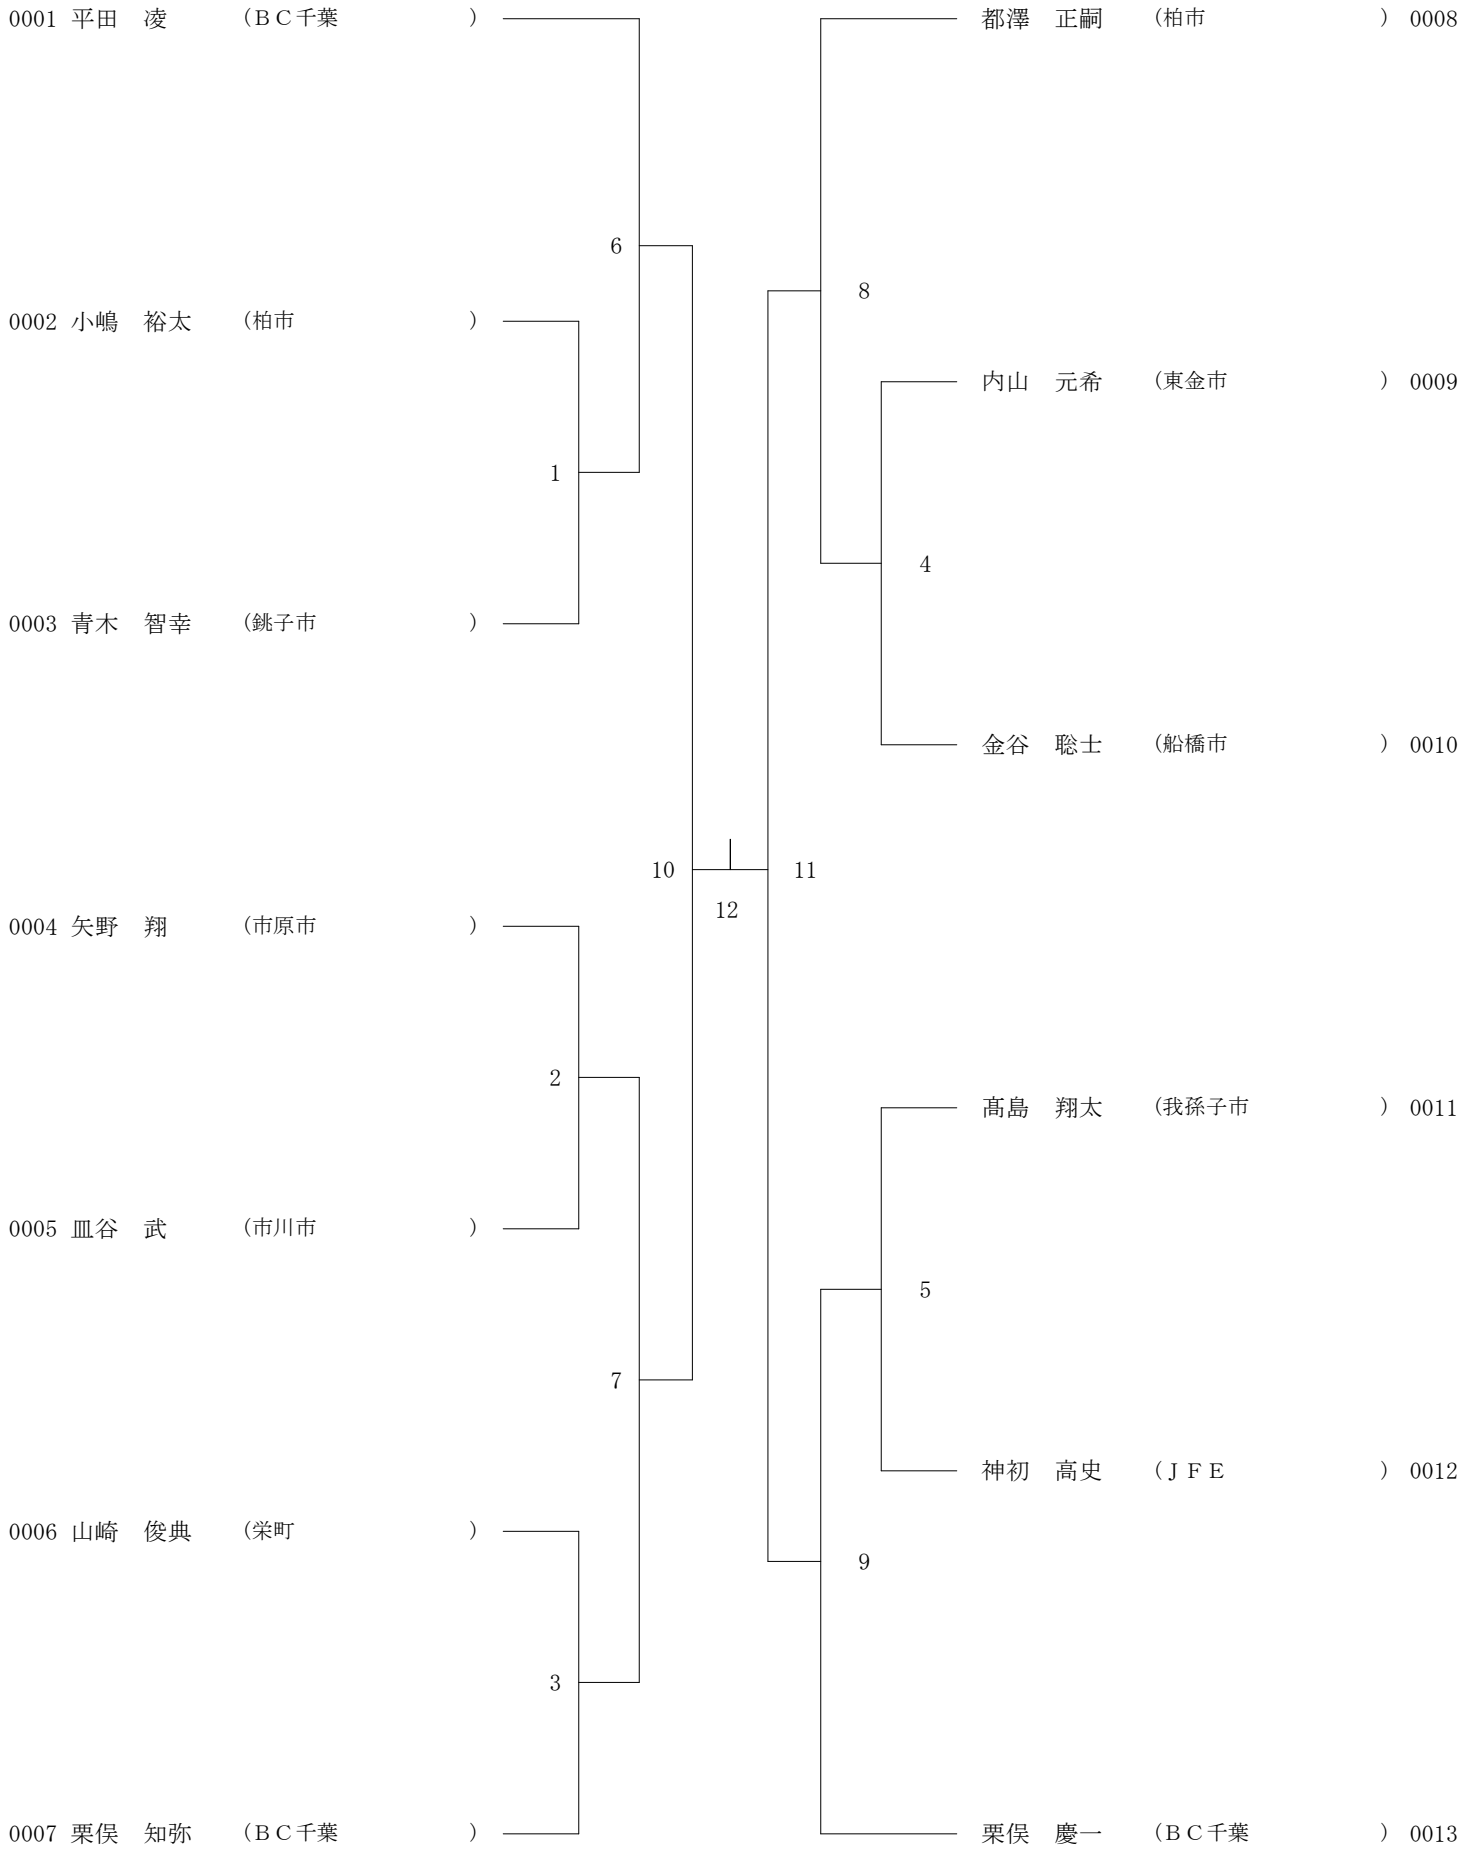 0001 平田　凌　（ＢＣ千葉　）
0002 小嶋　裕太　（柏市　）
0003 青木　智幸　（銚子市　）
0004 矢野　翔　（市原市　）
0005 皿谷　武　（市川市　）
0006 山崎　俊典　（栄町　）
0007 栗俣　知弥　（ＢＣ千葉　）
6
1
10
2
7
3
12
都澤　正嗣　（柏市　） 0008
内山　元希　（東金市　） 0009
金谷　聡士　（船橋市　） 0010
髙島　翔太　（我孫子市　） 0011
神初　高史　（ＪＦＥ　） 0012
栗俣　慶一　（ＢＣ千葉　） 0013
8
4
11
5
9